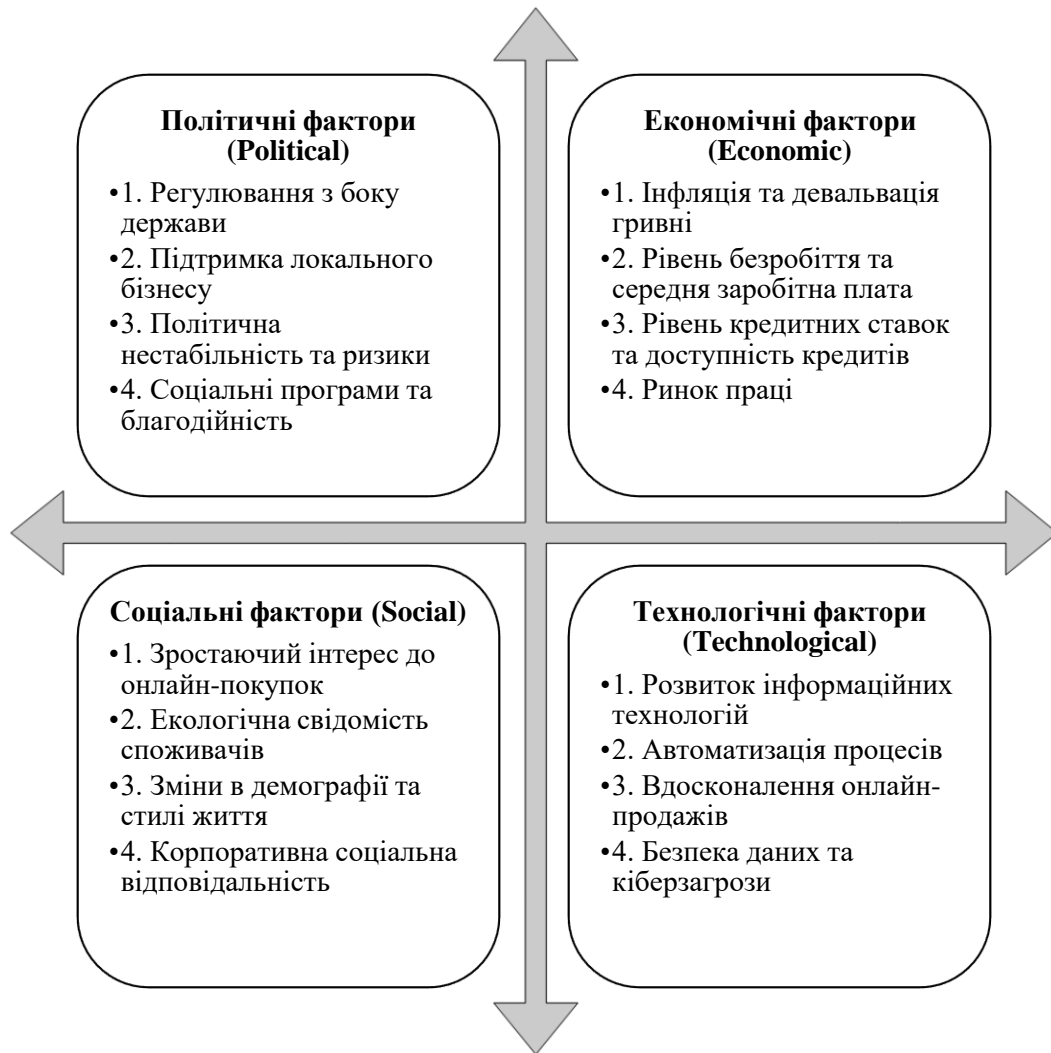 Політичні фактори
(Political)
•1. Регулювання з боку
держави
•2. Підтримка локального
бізнесу
•3. Політична
нестабільність та ризики
•4. Соціальні програми та
благодійність
Економічні фактори
(Economic)
•1. Інфляція та девальвація
гривні
•2. Рівень безробіття та
середня заробітна плата
•3. Рівень кредитних ставок
та доступність кредитів
•4. Ринок праці
Соціальні фактори (Social)
•1. Зростаючий інтерес до
онлайн-покупок
•2. Екологічна свідомість
споживачів
•3. Зміни в демографії та
стилі життя
•4. Корпоративна соціальна
відповідальність
Технологічні фактори
(Technological)
•1. Розвиток інформаційних
технологій
•2. Автоматизація процесів
•3. Вдосконалення онлайн-
продажів
•4. Безпека даних та
кіберзагрози